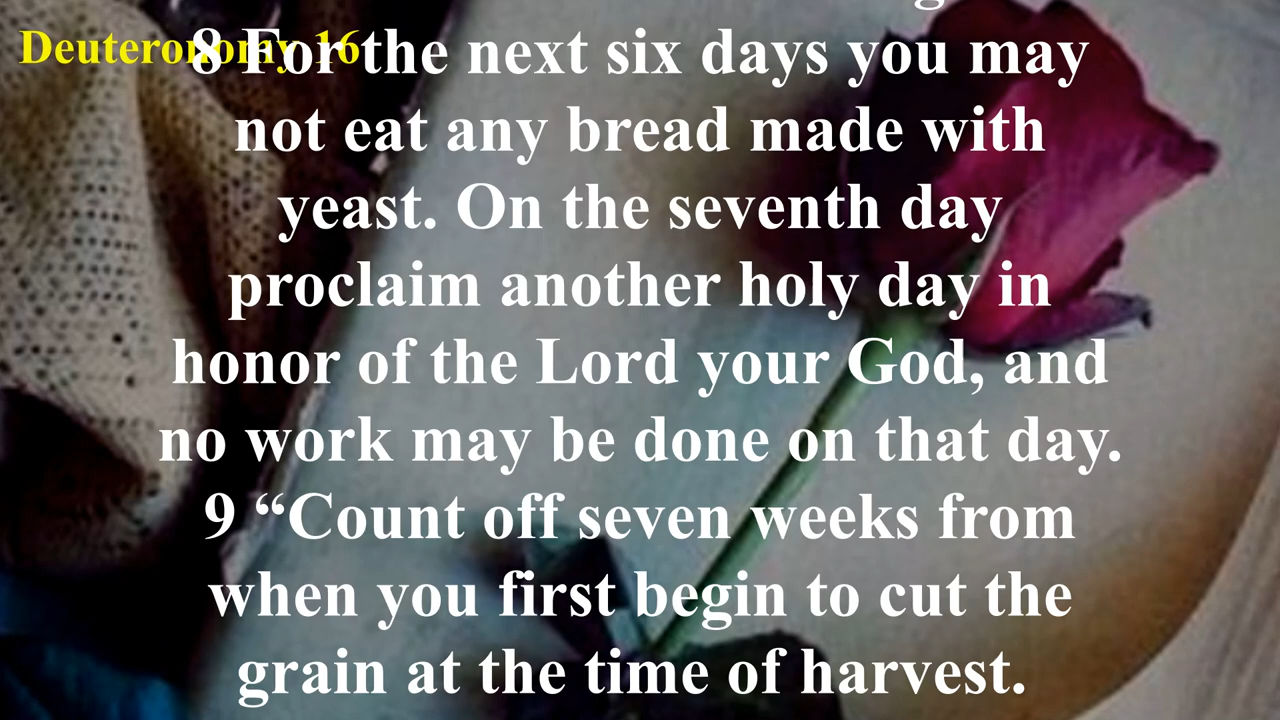 Deuteronomy 16
8 For the next six days you may
not eat any bread made with
yeast. On the seventh day
proclaim another holy day in
honor of the Lord your God, and
no work may be done on that day.
9 “Count off seven weeks from
when you first begin to cut the
grain at the time of harvest.